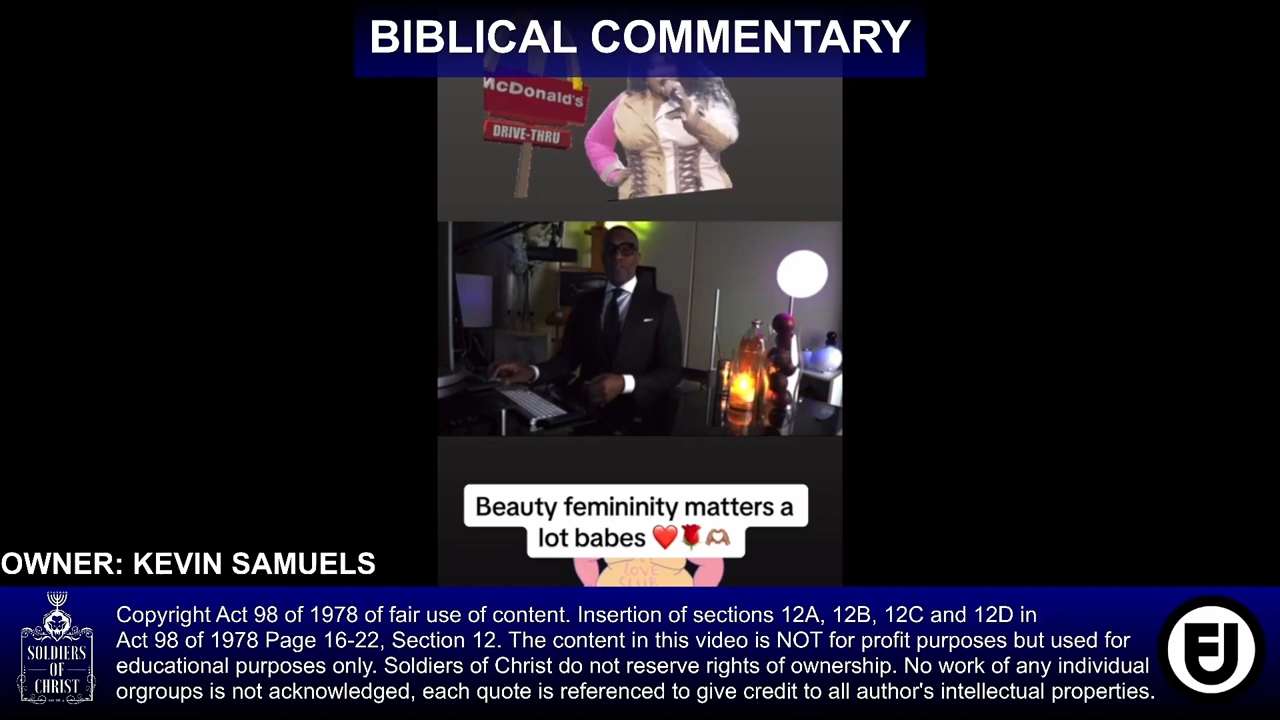 BIBLICAL COMMENTARY
McDonald's
DRIVE-THRU
Beauty femininity matters a
lot babes ❤️🌹🫶🏽
LOVE
CLUB
OWNER: KEVIN SAMUELS
Copyright Act 98 of 1978 of fair use of content. Insertion of sections 12A, 12B, 12C and 12D in
Act 98 of 1978 Page 16-22, Section 12. The content in this video is NOT for profit purposes but used for
educational purposes only. Soldiers of Christ do not reserve rights of ownership. No work of any individual
orgroups is not acknowledged, each quote is referenced to give credit to all author's intellectual properties.
SOLDIERS
OF
CHRIST